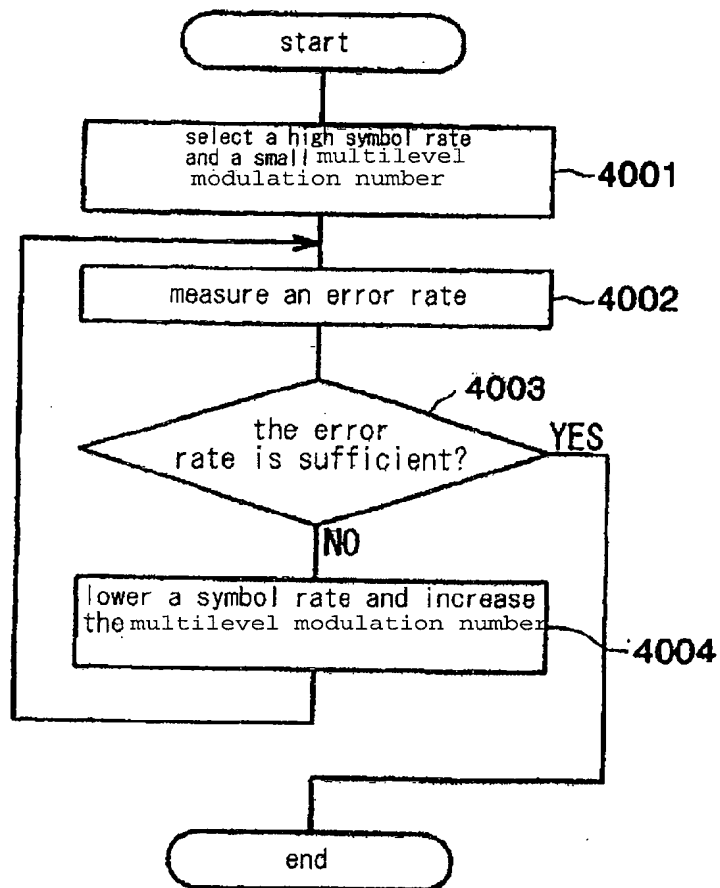 start
select a high symbol rate
and a small multilevel
modulation number
4001
measure an error rate
4002
4003
the error
rate is sufficient?
YES
NO
lower a symbol rate and increase
the multilevel modulation number
4004
end